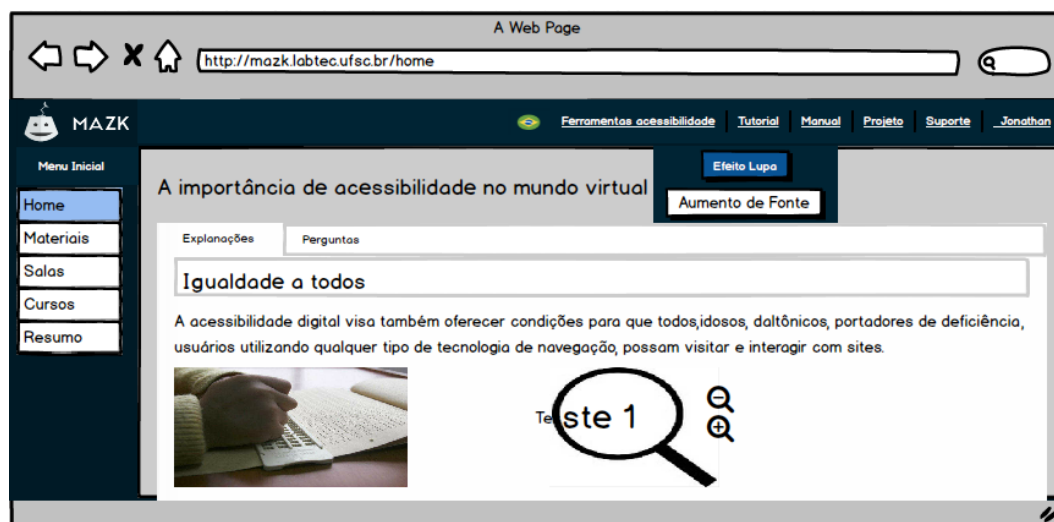 A Web Page
http://mazk.labtec.ufsc.br/home
MAZK
Ferramentas acessibilidade Tutorial Manual Projeto Suporte Jonathan
Menu Inicial
Efeito Lupa
Aumento de Fonte
A importância de acessibilidade no mundo virtual
Home
Materiais
Salas
Cursos
Resumo
Explanações Perguntas
Igualdade a todos
A acessibilidade digital visa também oferecer condições para que todos,idosos, daltônicos, portadores de deficiência,
usuários utilizando qualquer tipo de tecnologia de navegação, possam visitar e interagir com sites.
Te ste 1